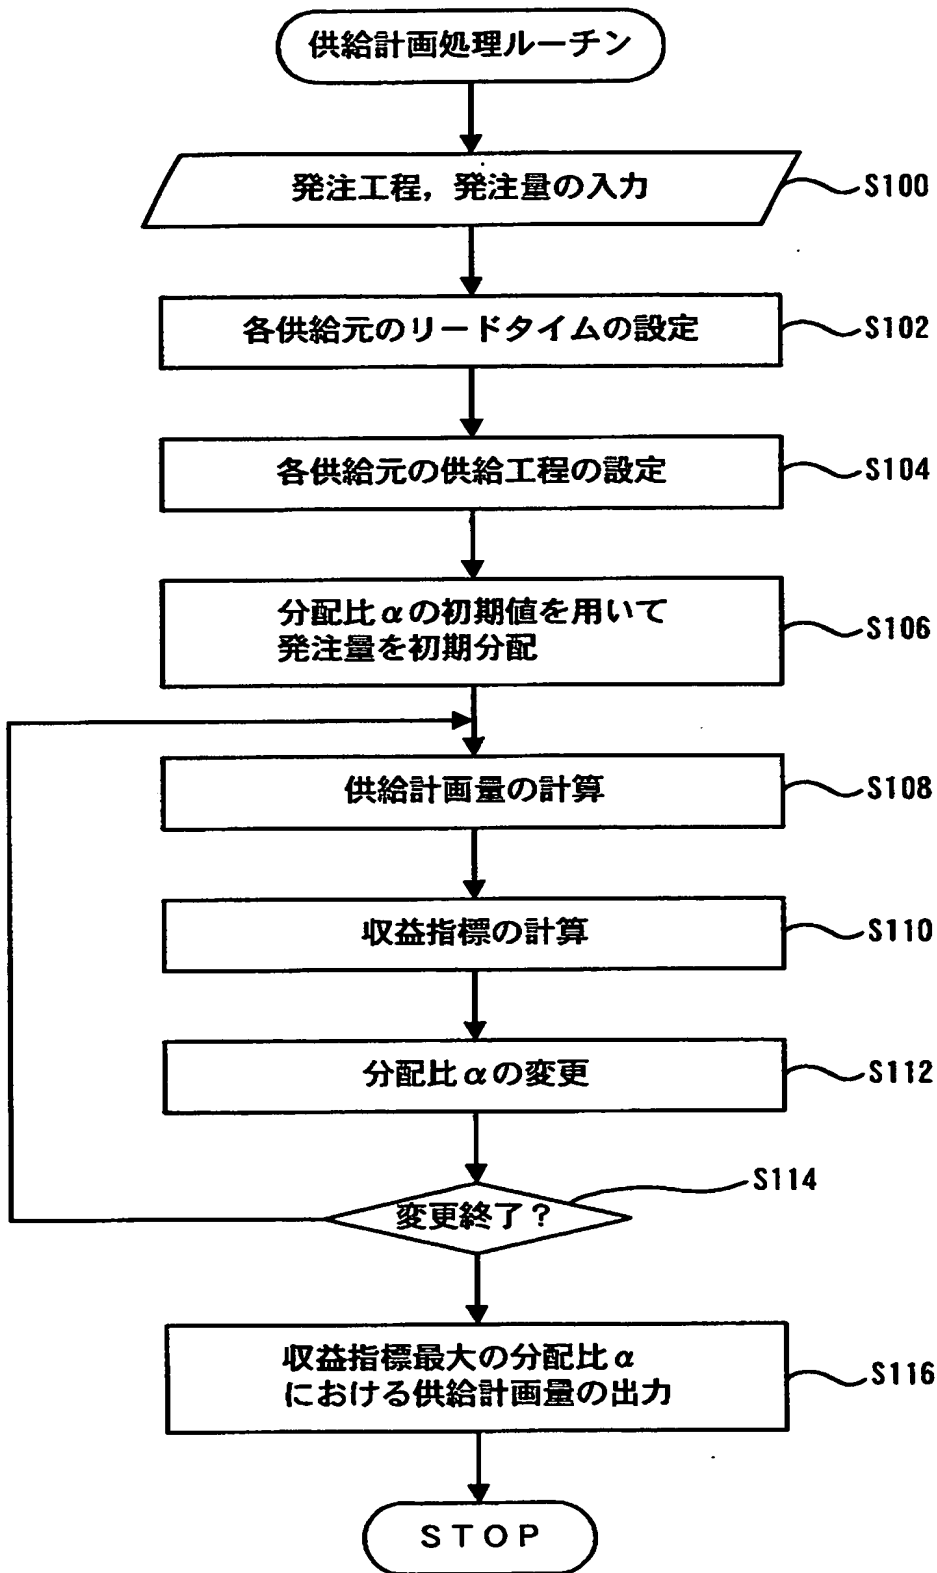 供給計画処理ルーチン
発注工程，発注量の入力
S100
各供給元のリードタイムの設定
S102
各供給元の供給工程の設定
S104
分配比αの初期値を用いて
発注量を初期分配
S106
供給計画量の計算
S108
収益指標の計算
S110
分配比αの変更
S112
S114
変更終了？
収益指標最大の分配比α
における供給計画量の出力
S116
STOP